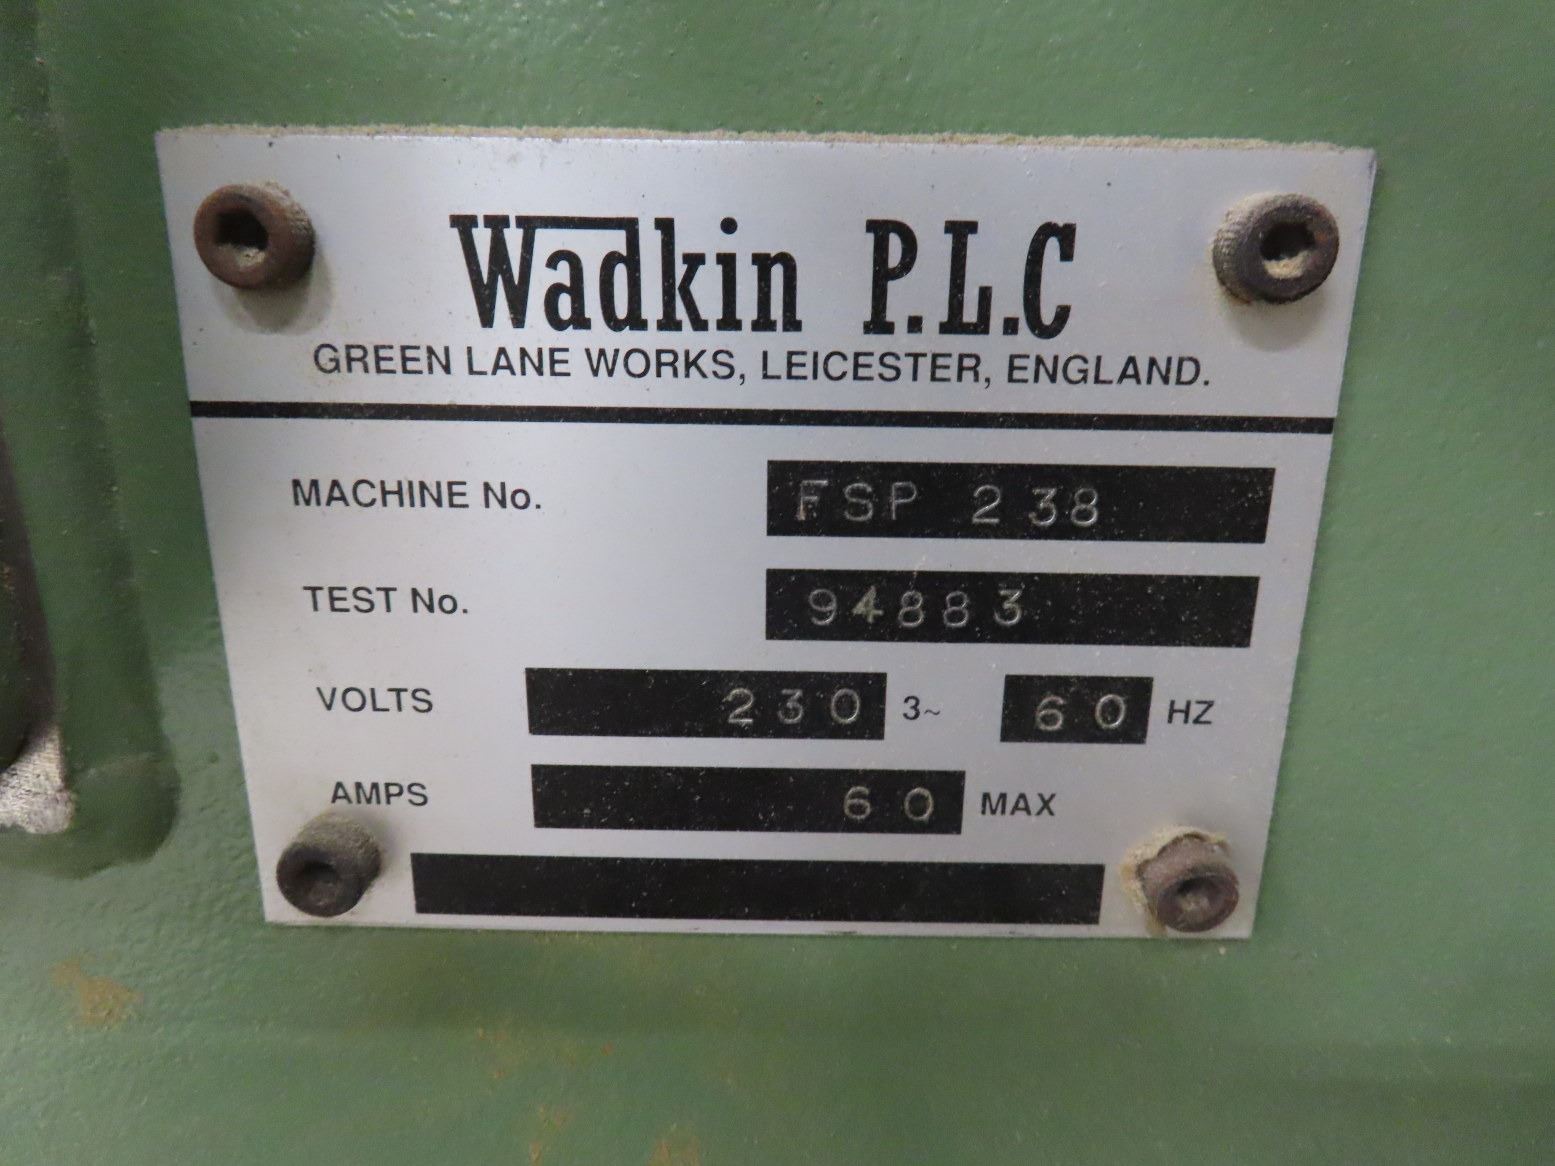 Wadkin P.L.C
GREEN LANE WORKS, LEICESTER, ENGLAND.
MACHINE No. FSP 238
TEST No. 94883
VOLTS 230 3~ 60 HZ
AMPS 60 MAX